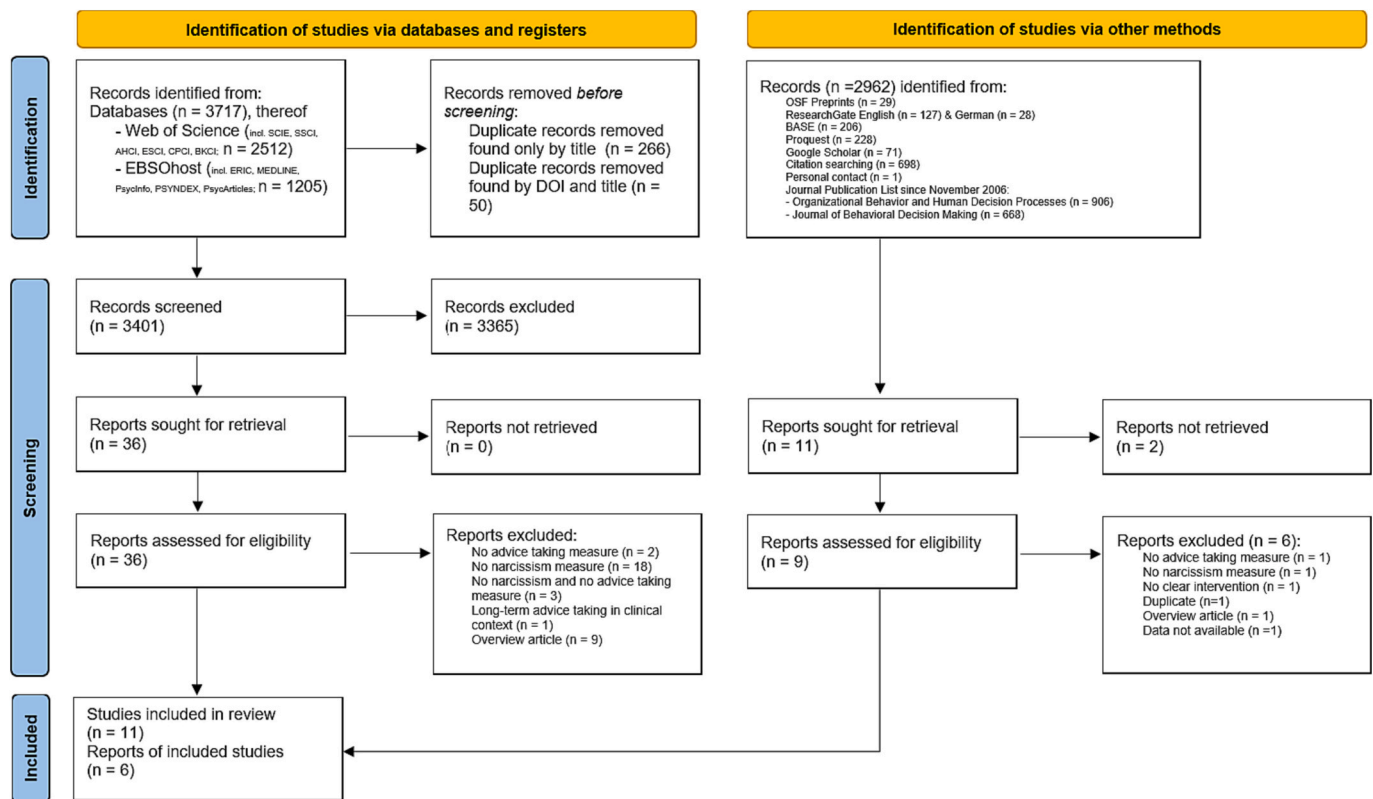 Identification of studies via databases and registers
Identification of studies via other methods
Identification
Records identified from:
Databases (n = 3717), thereof
- Web of Science (incl. SCIE, SSCI,
AHCI, ESCI, CPCI, BKCI; n = 2512)
- EBSOhost (incl. ERIC, MEDLINE,
PsycInfo, PSYNDEX, PsycArticles; n = 1205)
Records removed before
screening:
Duplicate records removed
found only by title (n = 266)
Duplicate records removed
found by DOI and title (n =
50)
Records (n =2962) identified from:
OSF Preprints (n = 29)
ResearchGate English (n = 127) & German (n = 28)
BASE (n = 206)
Proquest (n = 228)
Google Scholar (n = 71)
Citation searching (n = 698)
Personal contact (n = 1)
Journal Publication List since November 2006:
- Organizational Behavior and Human Decision Processes (n = 906)
- Journal of Behavioral Decision Making (n = 668)
Screening
Records screened
(n = 3401)
Records excluded
(n = 3365)
Reports sought for retrieval
(n = 36)
Reports not retrieved
(n = 0)
Reports sought for retrieval
(n = 11)
Reports not retrieved
(n = 2)
Reports assessed for eligibility
(n = 36)
Reports excluded:
No advice taking measure (n = 2)
No narcissism measure (n = 18)
No narcissism and no advice taking
measure (n = 3)
Long-term advice taking in clinical
context (n = 1)
Overview article (n = 9)
Reports assessed for eligibility
(n = 9)
Reports excluded (n = 6):
No advice taking measure (n = 1)
No narcissism measure (n = 1)
No clear intervention (n = 1)
Duplicate (n=1)
Overview article (n = 1)
Data not available (n =1)
Included
Studies included in review
(n = 11)
Reports of included studies
(n = 6)